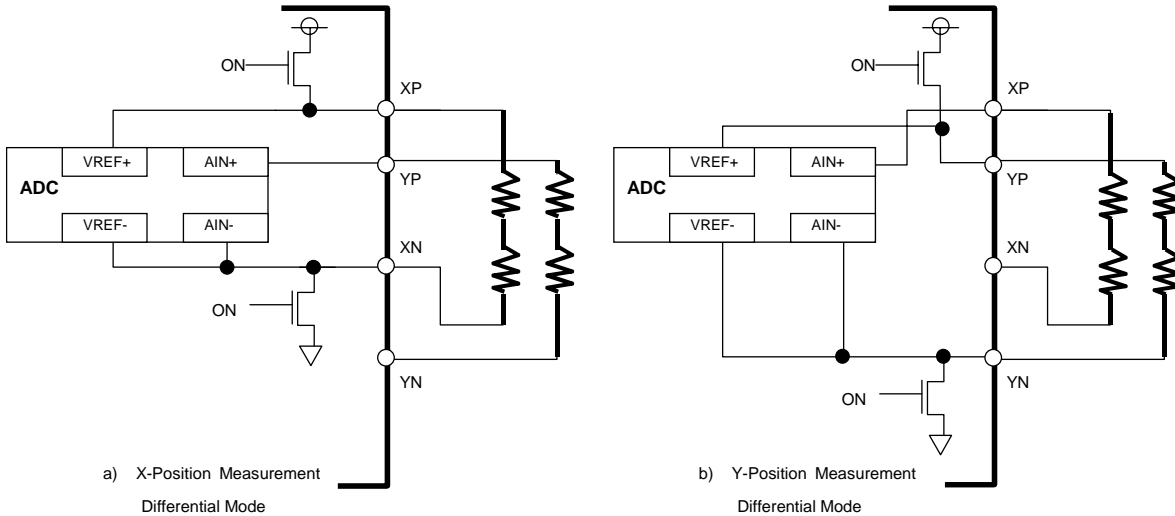 ON
XP
VREF+
AIN+
YP
ADC
VREF-
AIN-
XN
ON
YN
a) X-Position Measurement
Differential Mode
ON
XP
VREF+
AIN+
YP
ADC
VREF-
AIN-
XN
ON
YN
b) Y-Position Measurement
Differential Mode